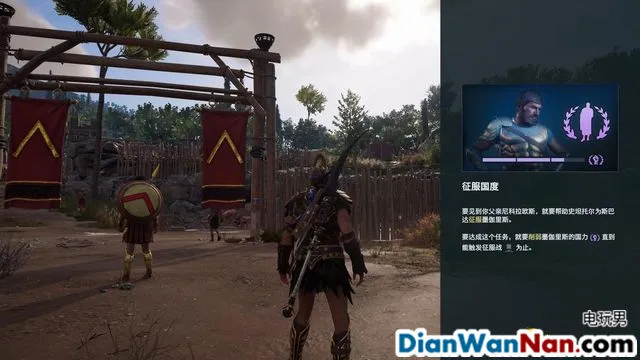 征服国度
要见到你父亲尼科拉欧斯，就要帮助史坦托尔为斯巴
达征服墨伽里斯。
要达成这个任务，就要削弱墨伽里斯的国力 直到
能触发征服战 为止。
电玩男
DianWanNan.com